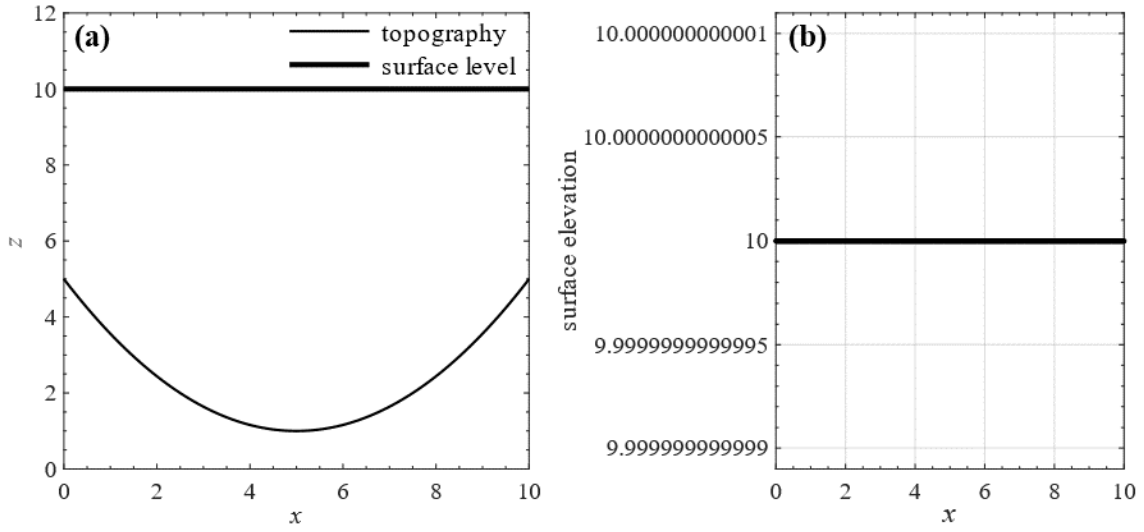 (a)
topography
surface level
12
10
8
6
4
2
0
z
0 2 4 6 8 10
x
(b)
10.000000000001
10.0000000000005
10
9.9999999999995
9.999999999999
surface elevation
0 2 4 6 8 10
x